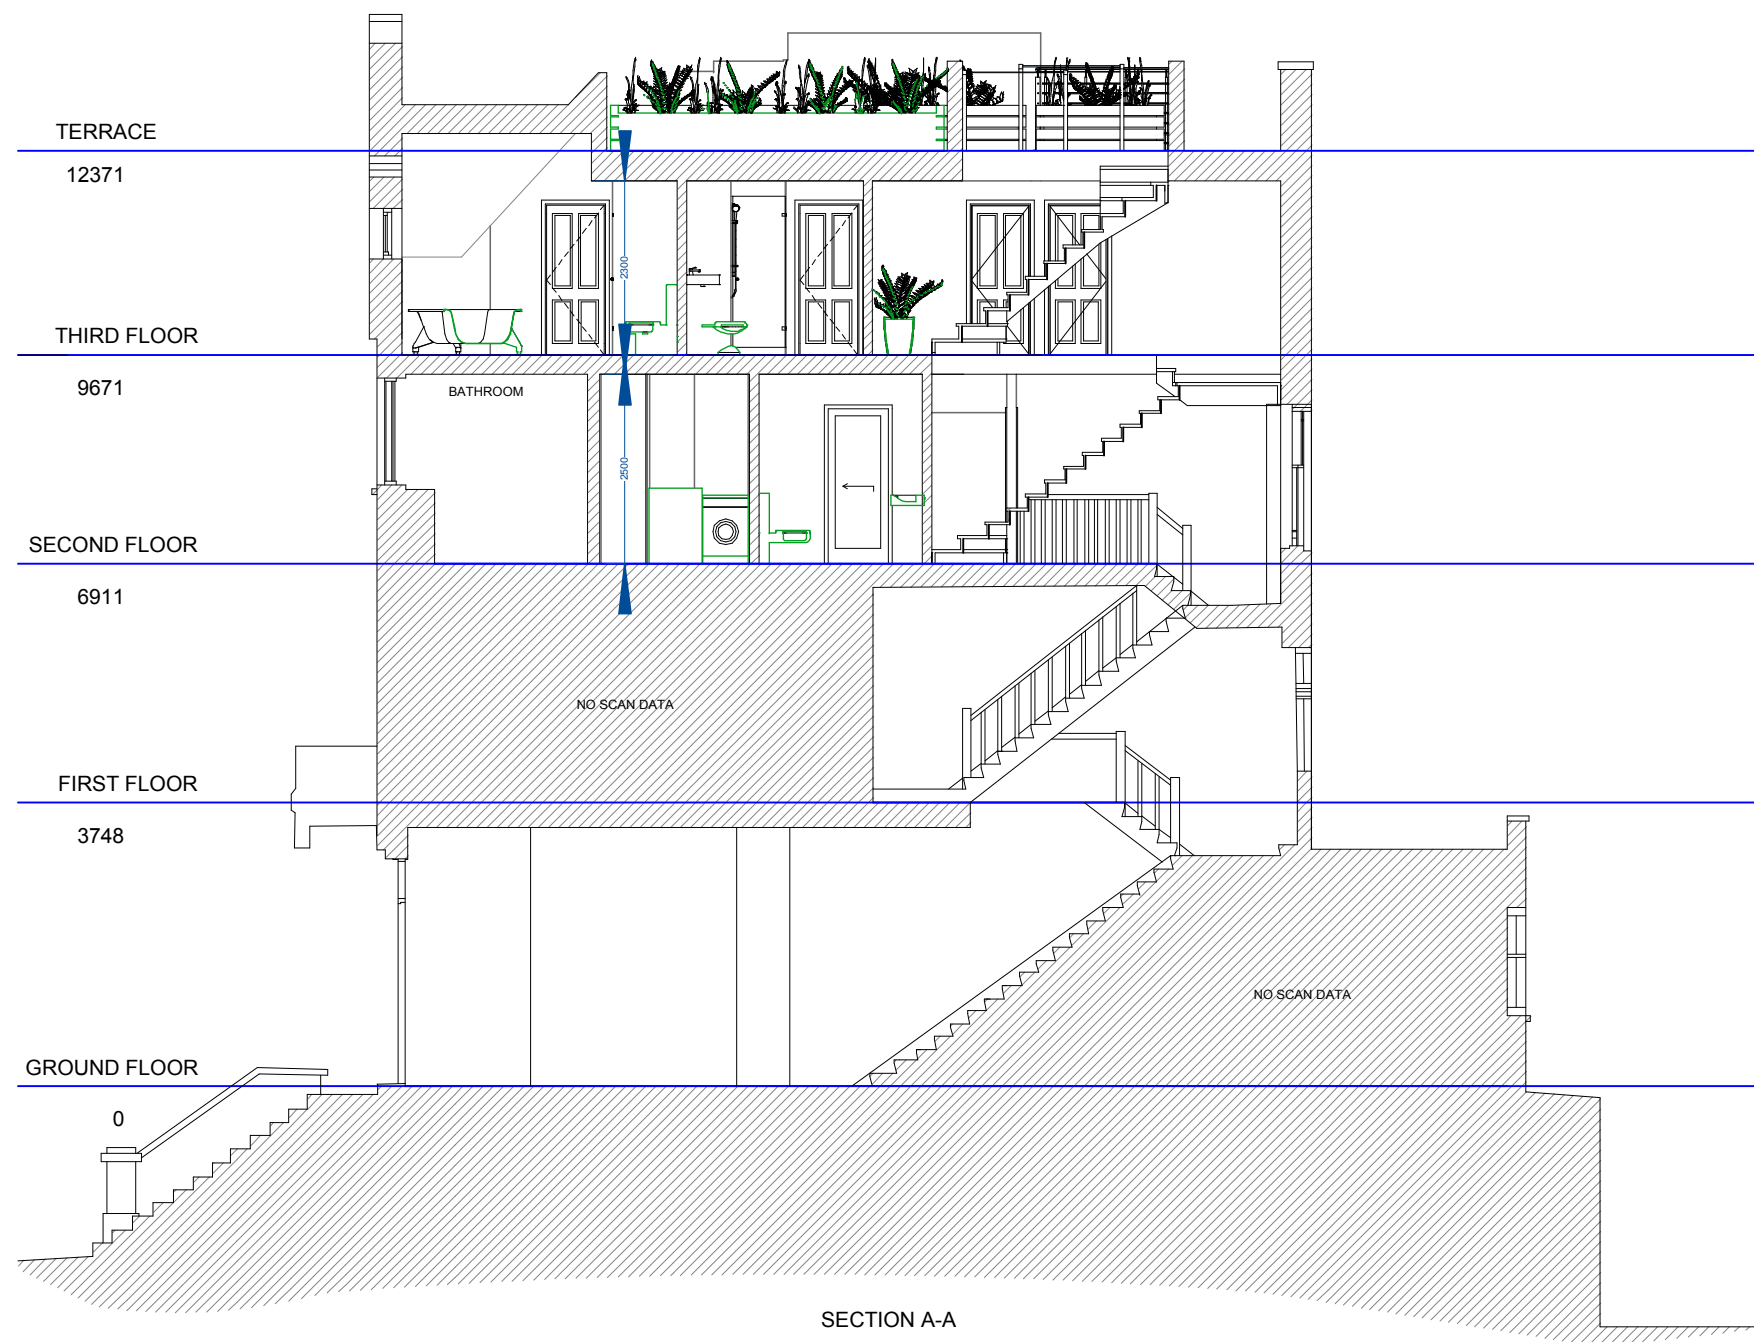 TERRACE
12371
2300
THIRD FLOOR
9671
BATHROOM
2500
SECOND FLOOR
6911
NO SCAN DATA
FIRST FLOOR
3748
NO SCAN DATA
GROUND FLOOR
0
SECTION A-A